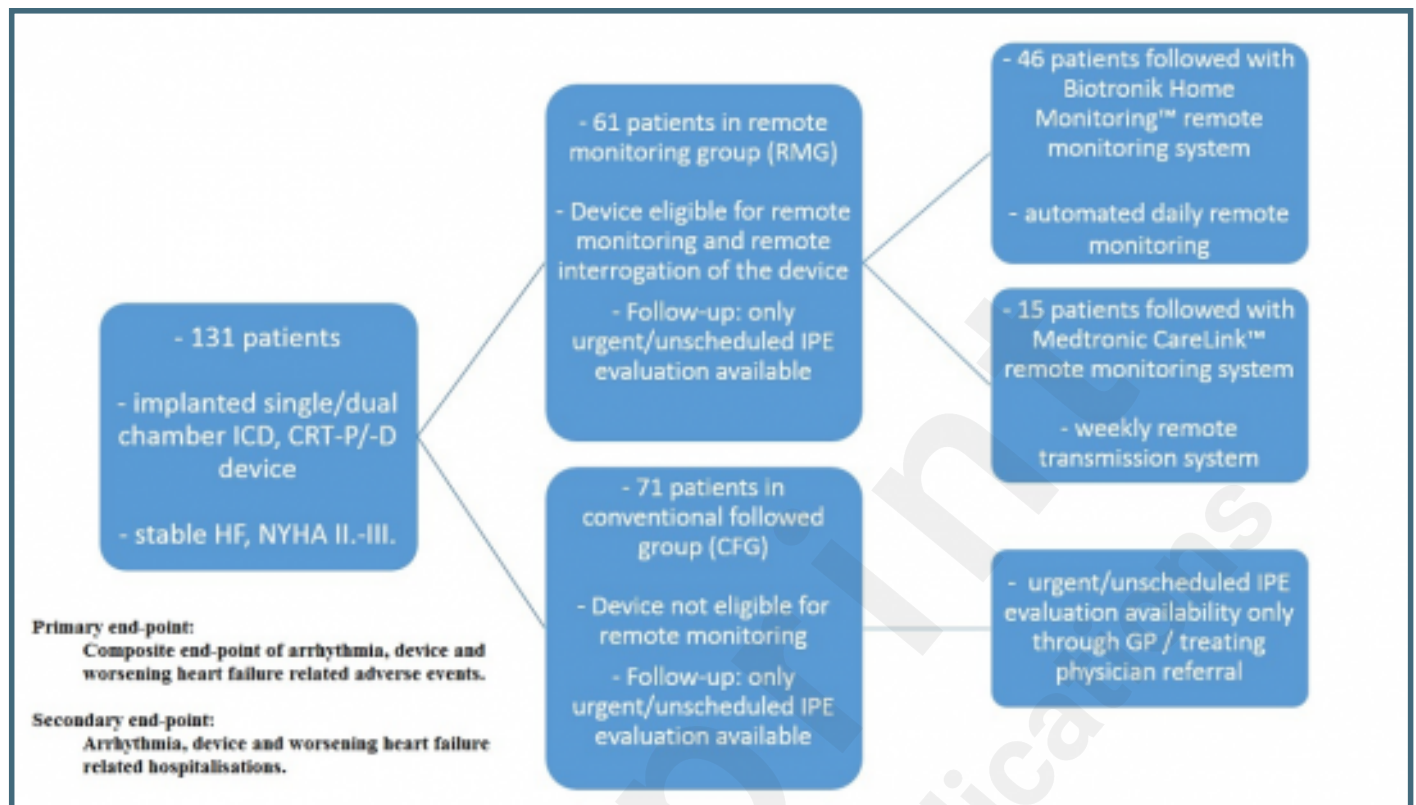 - 131 patients
- implanted single/dual
chamber ICD, CRT-P/-D
device
- stable HF, NYHA II.-III.
Primary end-point:
Composite end-point of arrhythmia, device and
worsening heart failure related adverse events.
Secondary end-point:
Arrhythmia, device and worsening heart failure
related hospitalisations.
- 61 patients in remote
monitoring group (RMG)
- Device eligible for remote
monitoring and remote
interrogation of the device
- Follow-up: only
urgent/unscheduled IPE
evaluation available
- 71 patients in
conventional followed
group (CFG)
- Device not eligible for
remote monitoring
- Follow-up: only
urgent/unscheduled IPE
evaluation available
- 46 patients followed with
Biotronik Home
Monitoring™ remote
monitoring system
- automated daily remote
monitoring
- 15 patients followed with
Medtronic CareLink™
remote monitoring system
- weekly remote
transmission system
- urgent/unscheduled IPE
evaluation availability only
through GP / treating
physician referral